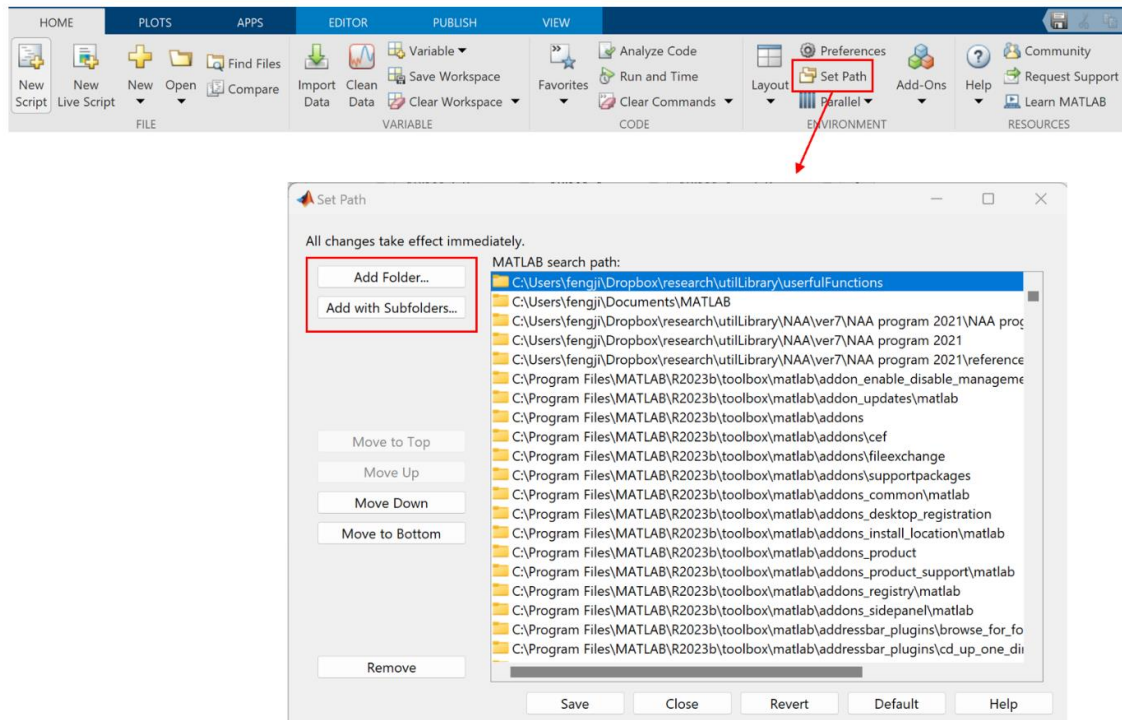 HOME PLOTS APPS EDITOR PUBLISH VIEW
New Script
New Live Script
New
Open
Find Files
Compare
FILE
Import Data
Clean Data
Variable
Save Workspace
Clear Workspace
VARIABLE
Favorites
Analyze Code
Run and Time
Clear Commands
CODE
Layout
Preferences
Set Path
Parallel
Add-Ons
ENVIRONMENT
Help
Community
Request Support
Learn MATLAB
RESOURCES
Set Path
All changes take effect immediately.
Add Folder...
Add with Subfolders...
Move to Top
Move Up
Move Down
Move to Bottom
Remove
MATLAB search path:
C:\Users\fengji\Dropbox\research\utilLibrary\userfulFunctions
C:\Users\fengji\Documents\MATLAB
C:\Users\fengji\Dropbox\research\utilLibrary\NAA\ver7\NAA program 2021\NAA prog
C:\Users\fengji\Dropbox\research\utilLibrary\NAA\ver7\NAA program 2021
C:\Users\fengji\Dropbox\research\utilLibrary\NAA\ver7\NAA program 2021\reference
C:\Program Files\MATLAB\R2023b\toolbox\matlab\addon_enable_disable_manageme
C:\Program Files\MATLAB\R2023b\toolbox\matlab\addon_updates\matlab
C:\Program Files\MATLAB\R2023b\toolbox\matlab\addons
C:\Program Files\MATLAB\R2023b\toolbox\matlab\addons\cef
C:\Program Files\MATLAB\R2023b\toolbox\matlab\addons\fileexchange
C:\Program Files\MATLAB\R2023b\toolbox\matlab\addons\supportpackages
C:\Program Files\MATLAB\R2023b\toolbox\matlab\addons_common\matlab
C:\Program Files\MATLAB\R2023b\toolbox\matlab\addons_desktop_registration
C:\Program Files\MATLAB\R2023b\toolbox\matlab\addons_install_location\matlab
C:\Program Files\MATLAB\R2023b\toolbox\matlab\addons_product
C:\Program Files\MATLAB\R2023b\toolbox\matlab\addons_product_support\matlab
C:\Program Files\MATLAB\R2023b\toolbox\matlab\addons_registry\matlab
C:\Program Files\MATLAB\R2023b\toolbox\matlab\addons_sidepanel\matlab
C:\Program Files\MATLAB\R2023b\toolbox\matlab\addressbar_plugins\browse_for_fo
C:\Program Files\MATLAB\R2023b\toolbox\matlab\addressbar_plugins\cd_up_one_dir
Save Close Revert Default Help